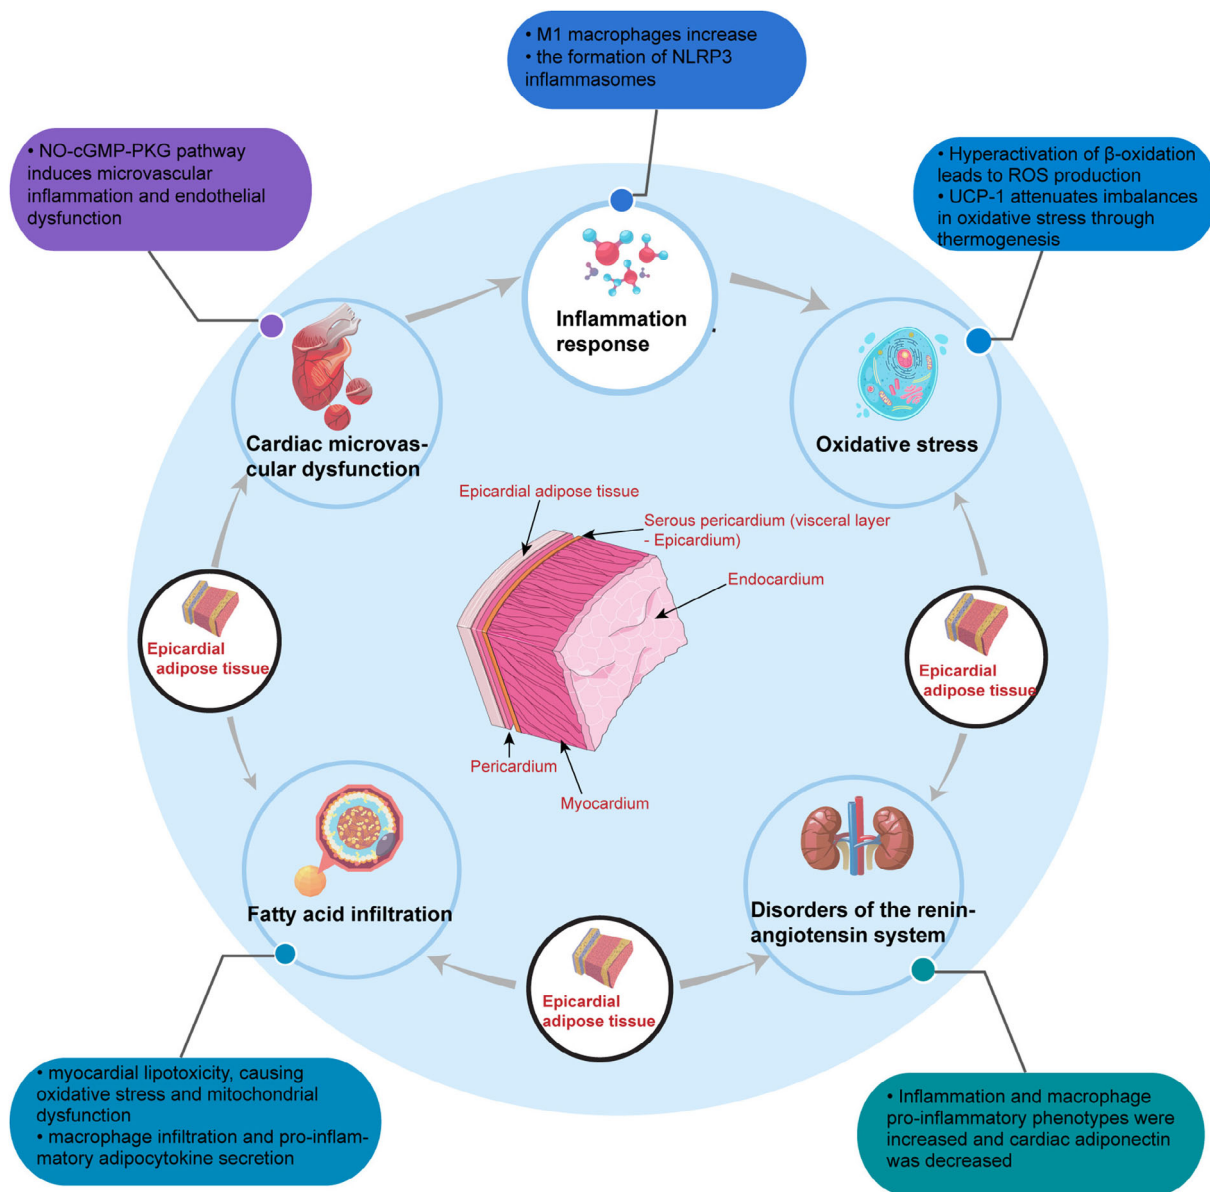 • M1 macrophages increase
• the formation of NLRP3
inflammasomes
• NO-cGMP-PKG pathway
induces microvascular
inflammation and endothelial
dysfunction
• Hyperactivation of β-oxidation
leads to ROS production
• UCP-1 attenuates imbalances
in oxidative stress through
thermogenesis
Inflammation
response
.
Cardiac microvas-
cular dysfunction
Oxidative stress
Epicardial adipose tissue
Serous pericardium (visceral layer
- Epicardium)
Endocardium
Pericardium
Myocardium
Epicardial
adipose tissue
Epicardial
adipose tissue
Fatty acid infiltration
Disorders of the renin-
angiotensin system
Epicardial
adipose tissue
• myocardial lipotoxicity, causing
oxidative stress and mitochondrial
dysfunction
• macrophage infiltration and pro-inflam-
matory adipocytokine secretion
• Inflammation and macrophage
pro-inflammatory phenotypes were
increased and cardiac adiponectin
was decreased